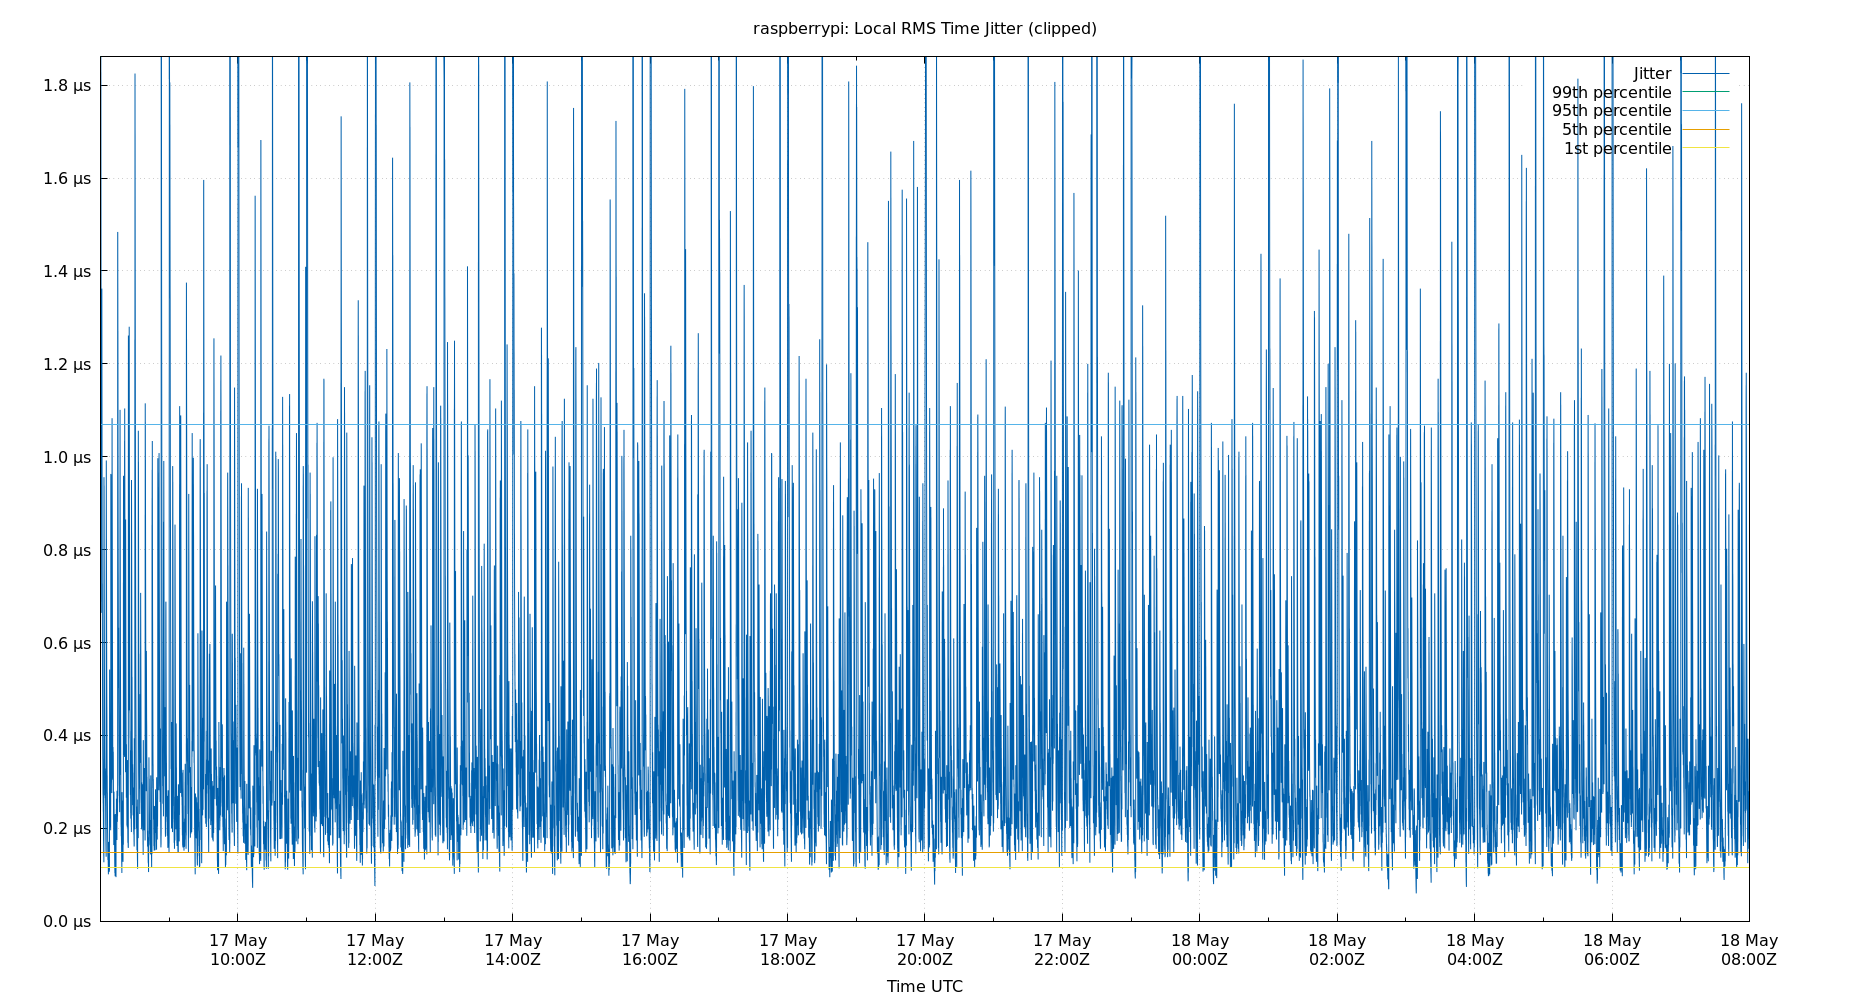 raspberrypi: Local RMS Time Jitter (clipped)
Jitter
99th percentile
95th percentile
5th percentile
1st percentile
1.8 µs
1.6 µs
1.4 µs
1.2 µs
1.0 µs
0.8 µs
0.6 µs
0.4 µs
0.2 µs
0.0 µs
17 May 17 May 17 May 17 May 17 May 17 May 17 May 18 May 18 May 18 May 18 May 18 May
10:00Z 12:00Z 14:00Z 16:00Z 18:00Z 20:00Z 22:00Z 00:00Z 02:00Z 04:00Z 06:00Z 08:00Z
Time UTC